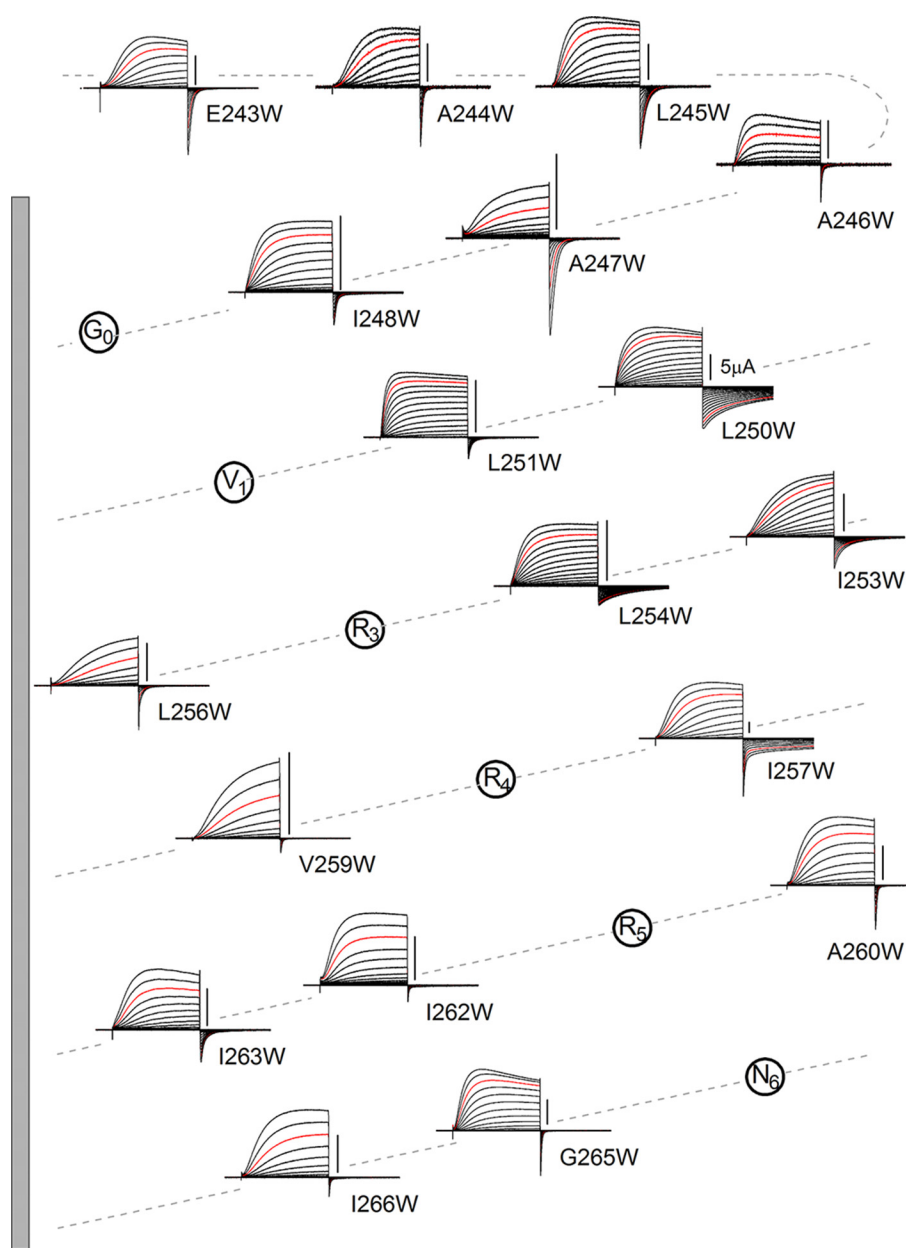 E243W
A244W
L245W
A246W
A247W
I248W
G₀
5μA
L250W
L251W
V₁
I253W
L254W
R₃
L256W
I257W
R₄
V259W
A260W
R₅
I262W
I263W
N₆
G265W
I266W